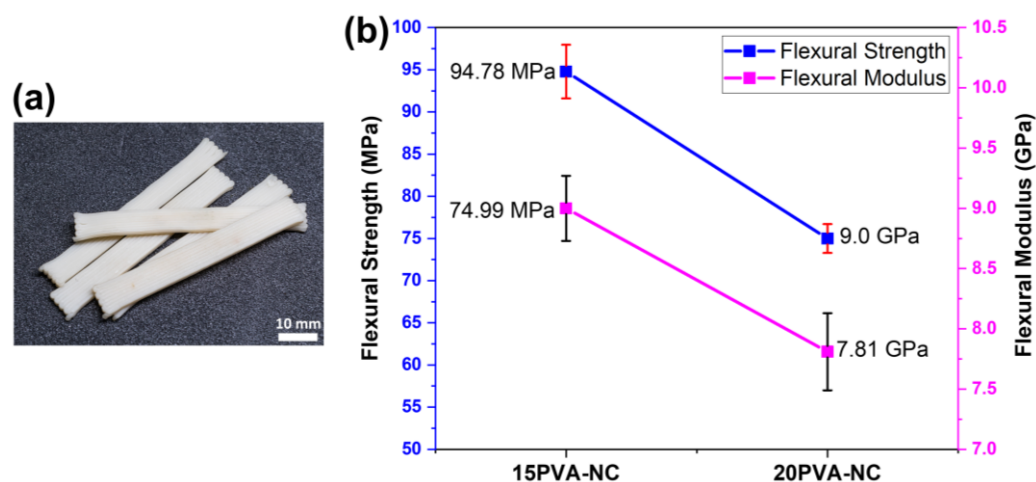 (a)
10 mm
(b)
100
95
90
85
80
75
70
65
60
55
50
Flexural Strength (MPa)
94.78 MPa
74.99 MPa
9.0 GPa
7.81 GPa
Flexural Strength
Flexural Modulus
10.5
10.0
9.5
9.0
8.5
8.0
7.5
7.0
Flexural Modulus (GPa)
15PVA-NC
20PVA-NC